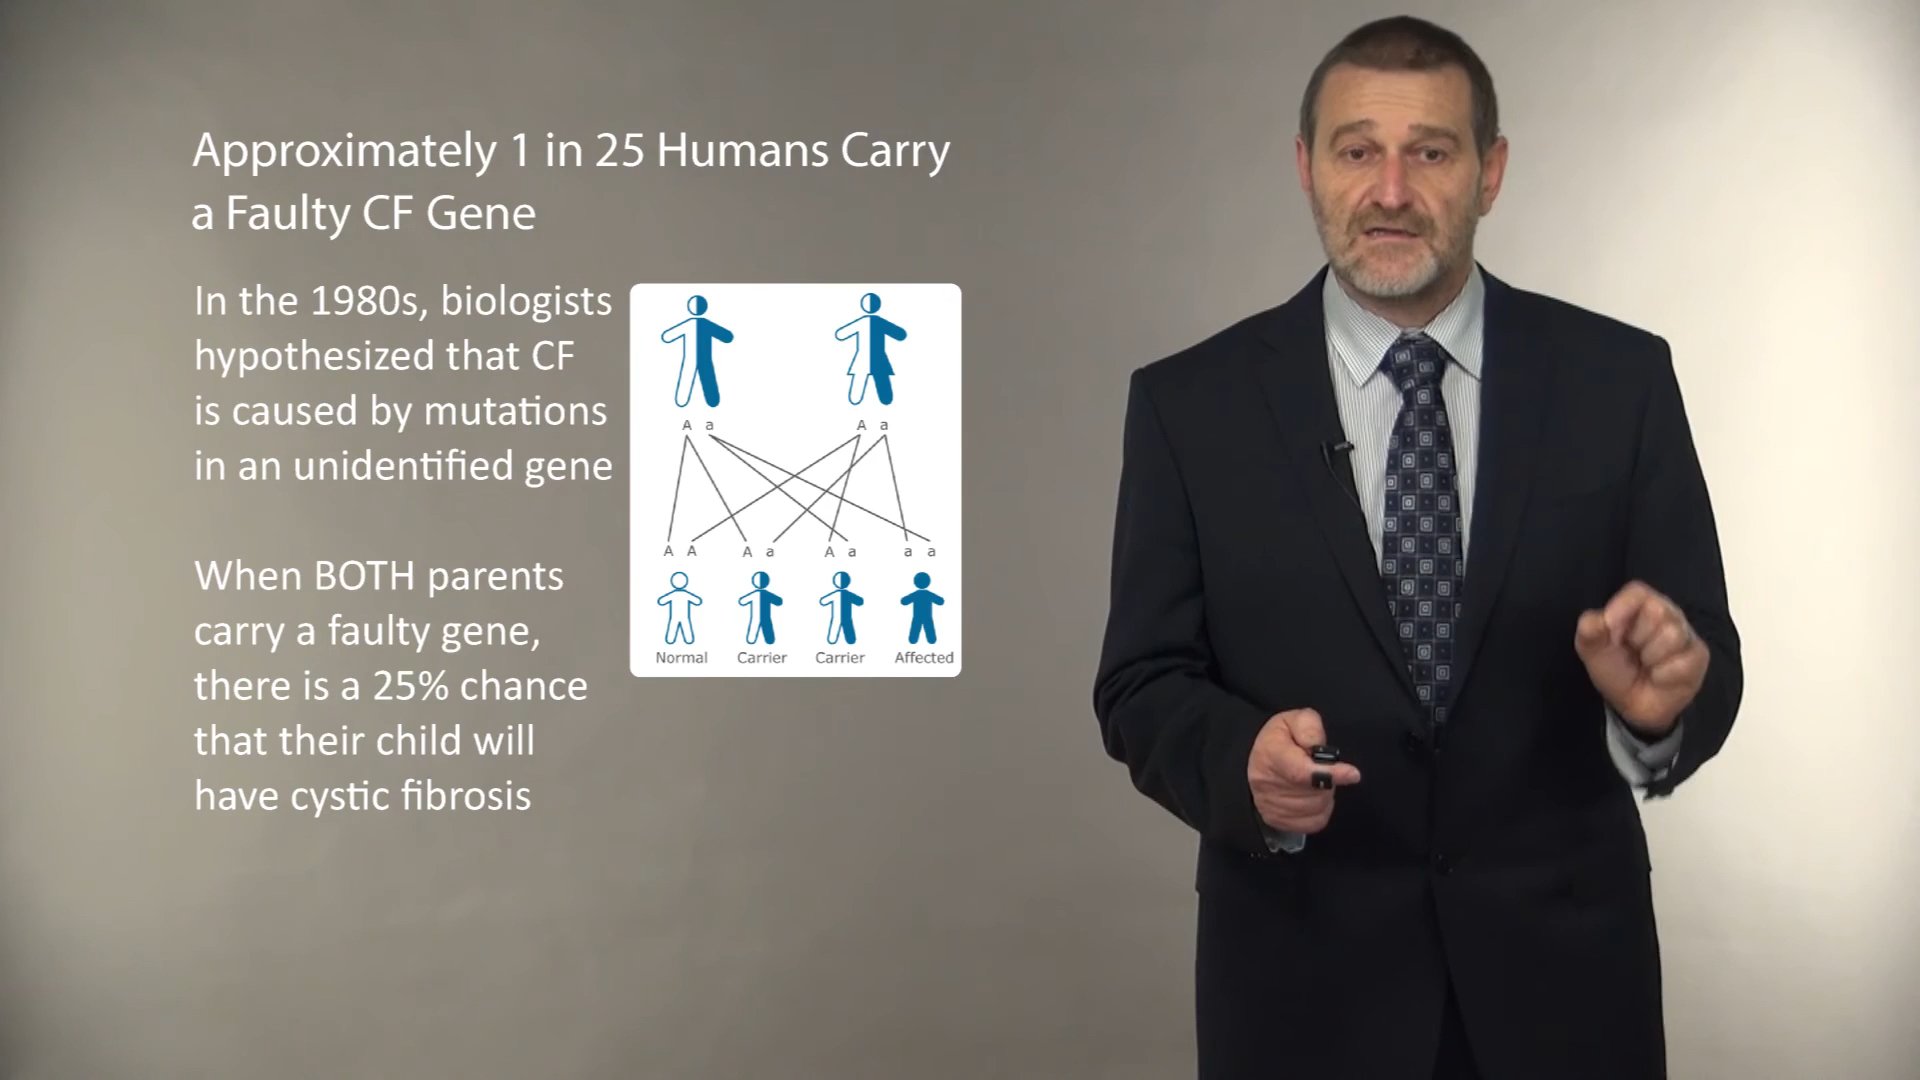 Approximately 1 in 25 Humans Carry
a Faulty CF Gene
In the 1980s, biologists
hypothesized that CF
is caused by mutations
in an unidentified gene
When BOTH parents
carry a faulty gene,
there is a 25% chance
that their child will
have cystic fibrosis
A a A a
A A A a A a a a
Normal Carrier Carrier Affected